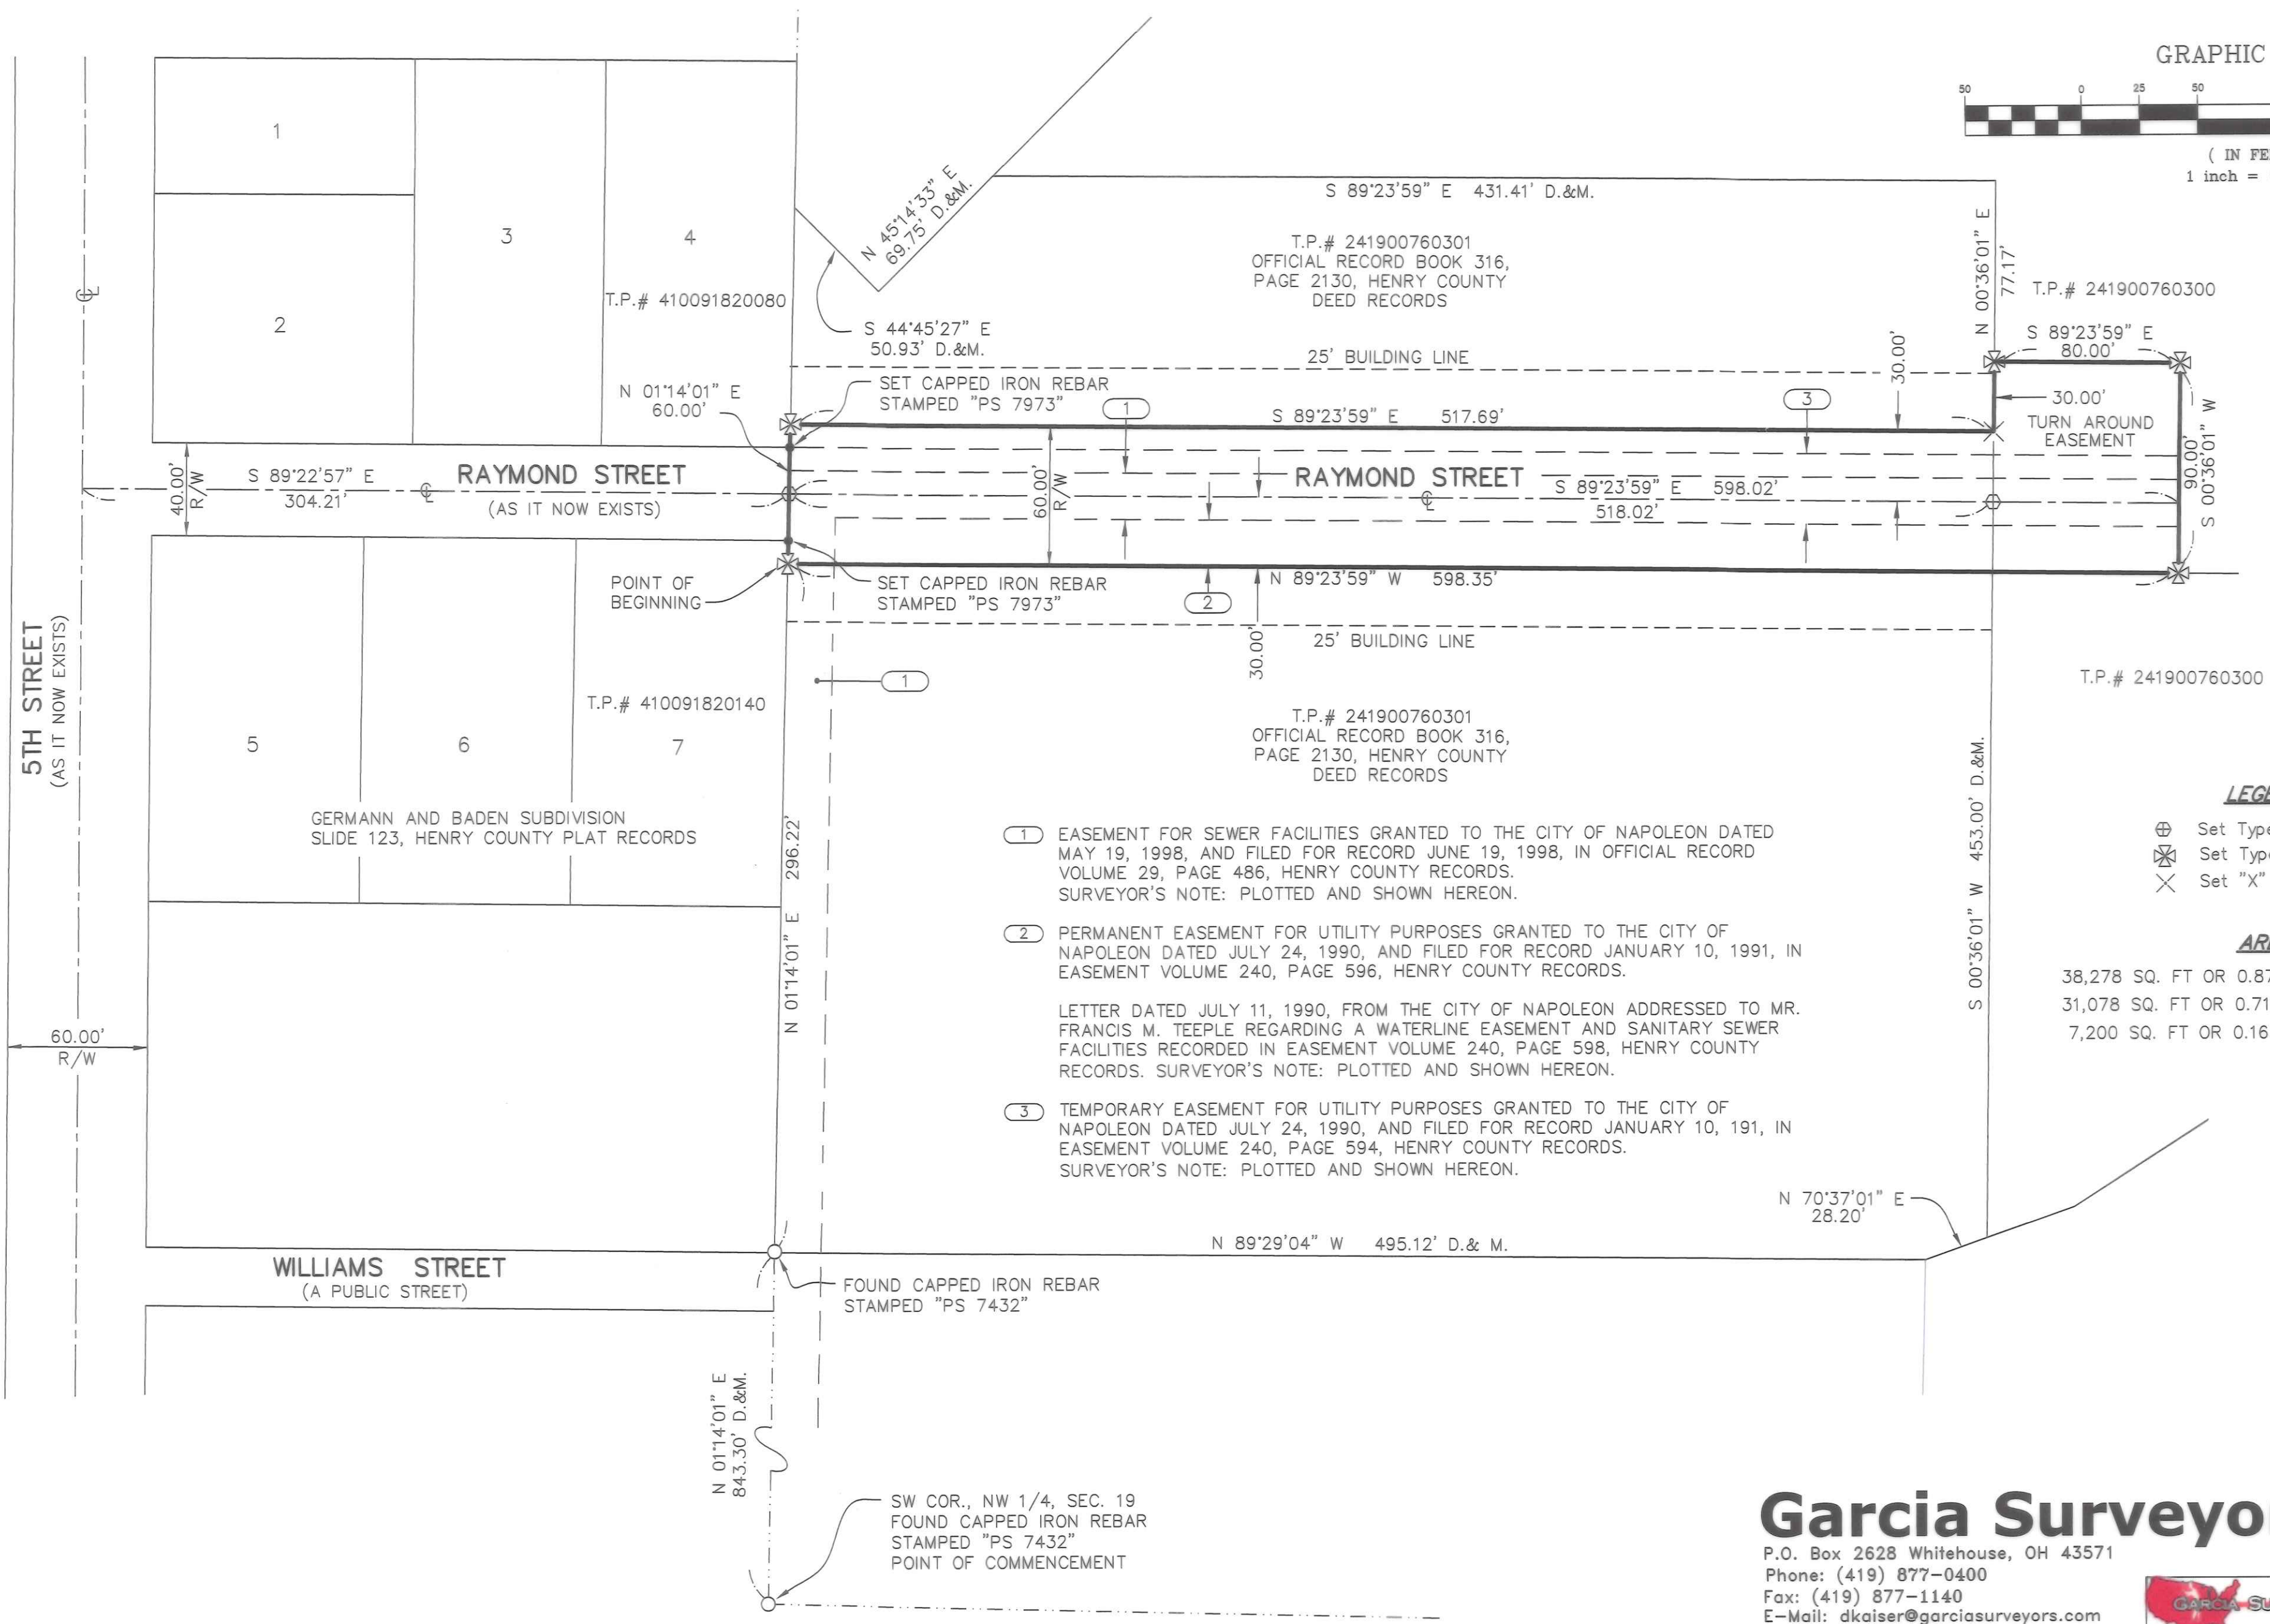 GRAPHIC
50 0 25 50
( IN FE
1 inch =
1
2
3
4
T.P.# 410091820080
N 45°14'33" E
69.75' D.&M.
S 44°45'27" E
50.93' D.&M.
S 89°23'59" E 431.41' D.&M.
T.P.# 241900760301
OFFICIAL RECORD BOOK 316,
PAGE 2130, HENRY COUNTY
DEED RECORDS
N 00°36'01" E
77.17'
T.P.# 241900760300
S 89°23'59" E
80.00'
25' BUILDING LINE
30.00'
N 01°14'01" E
60.00'
SET CAPPED IRON REBAR
STAMPED "PS 7973"
1
S 89°23'59" E 517.69'
3
30.00'
TURN AROUND
EASEMENT
90.00'
S 00°36'01" W
40.00'
R/W
S 89°22'57" E
304.21'
RAYMOND STREET
(AS IT NOW EXISTS)
60.00'
R/W
RAYMOND STREET
S 89°23'59" E 598.02'
518.02'
POINT OF
BEGINNING
SET CAPPED IRON REBAR
STAMPED "PS 7973"
2
N 89°23'59" W 598.35'
30.00'
25' BUILDING LINE
5TH STREET
(AS IT NOW EXISTS)
1
T.P.# 241900760300
T.P.# 410091820140
5
6
7
T.P.# 241900760301
OFFICIAL RECORD BOOK 316,
PAGE 2130, HENRY COUNTY
DEED RECORDS
GERMANN AND BADEN SUBDIVISION
SLIDE 123, HENRY COUNTY PLAT RECORDS
N 01°14'01" E 296.22'
S 00°36'01" W 453.00' D.&M.
1 EASEMENT FOR SEWER FACILITIES GRANTED TO THE CITY OF NAPOLEON DATED
MAY 19, 1998, AND FILED FOR RECORD JUNE 19, 1998, IN OFFICIAL RECORD
VOLUME 29, PAGE 486, HENRY COUNTY RECORDS.
SURVEYOR'S NOTE: PLOTTED AND SHOWN HEREON.
2 PERMANENT EASEMENT FOR UTILITY PURPOSES GRANTED TO THE CITY OF
NAPOLEON DATED JULY 24, 1990, AND FILED FOR RECORD JANUARY 10, 1991, IN
EASEMENT VOLUME 240, PAGE 596, HENRY COUNTY RECORDS.
LETTER DATED JULY 11, 1990, FROM THE CITY OF NAPOLEON ADDRESSED TO MR.
FRANCIS M. TEEPLE REGARDING A WATERLINE EASEMENT AND SANITARY SEWER
FACILITIES RECORDED IN EASEMENT VOLUME 240, PAGE 598, HENRY COUNTY
RECORDS. SURVEYOR'S NOTE: PLOTTED AND SHOWN HEREON.
3 TEMPORARY EASEMENT FOR UTILITY PURPOSES GRANTED TO THE CITY OF
NAPOLEON DATED JULY 24, 1990, AND FILED FOR RECORD JANUARY 10, 191, IN
EASEMENT VOLUME 240, PAGE 594, HENRY COUNTY RECORDS.
SURVEYOR'S NOTE: PLOTTED AND SHOWN HEREON.
LEGE
Set Type
Set Type
Set "X"
ARE
38,278 SQ. FT OR 0.87
31,078 SQ. FT OR 0.71
7,200 SQ. FT OR 0.16
60.00'
R/W
N 70°37'01" E
28.20'
N 89°29'04" W 495.12' D.& M.
WILLIAMS STREET
(A PUBLIC STREET)
FOUND CAPPED IRON REBAR
STAMPED "PS 7432"
N 01°14'01" E
843.30' D.&M.
SW COR., NW 1/4, SEC. 19
FOUND CAPPED IRON REBAR
STAMPED "PS 7432"
POINT OF COMMENCEMENT
Garcia Surveyo
P.O. Box 2628 Whitehouse, OH 43571
Phone: (419) 877-0400
Fax: (419) 877-1140
E-Mail: dkaiser@garciasurveyors.com
GARCIA SU